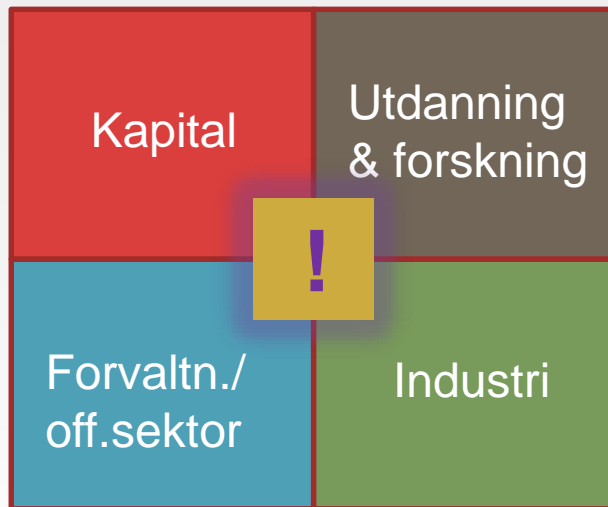 Kapital
Utdanning
& forskning
!
Forvaltn./
off.sektor
Industri